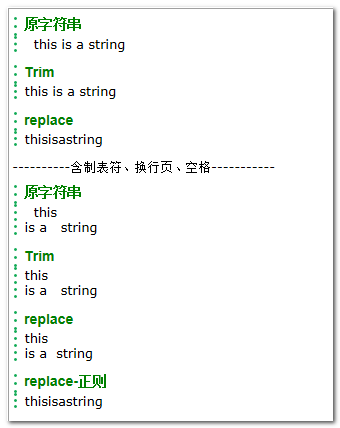 原字符串
  this is a string
Trim
this is a string
replace
thisisastring
----------含制表符、换行页、空格-----------
原字符串
  this
is a   string
Trim
this
is a   string
replace
this
is a  string
replace-正则
thisisastring